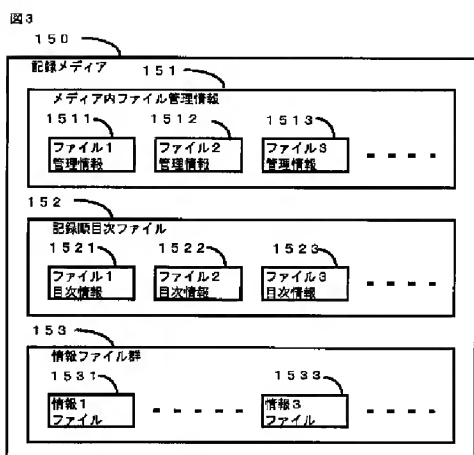 図3
150
記録メディア
151
メディア内ファイル管理情報
1511 1512 1513
ファイル1 ファイル2 ファイル3
管理情報 管理情報 管理情報
152
記録順目次ファイル
1521 1522 1523
ファイル1 ファイル2 ファイル3
目次情報 目次情報 目次情報
153
情報ファイル群
1531 1533
情報1 情報3
ファイル ファイル